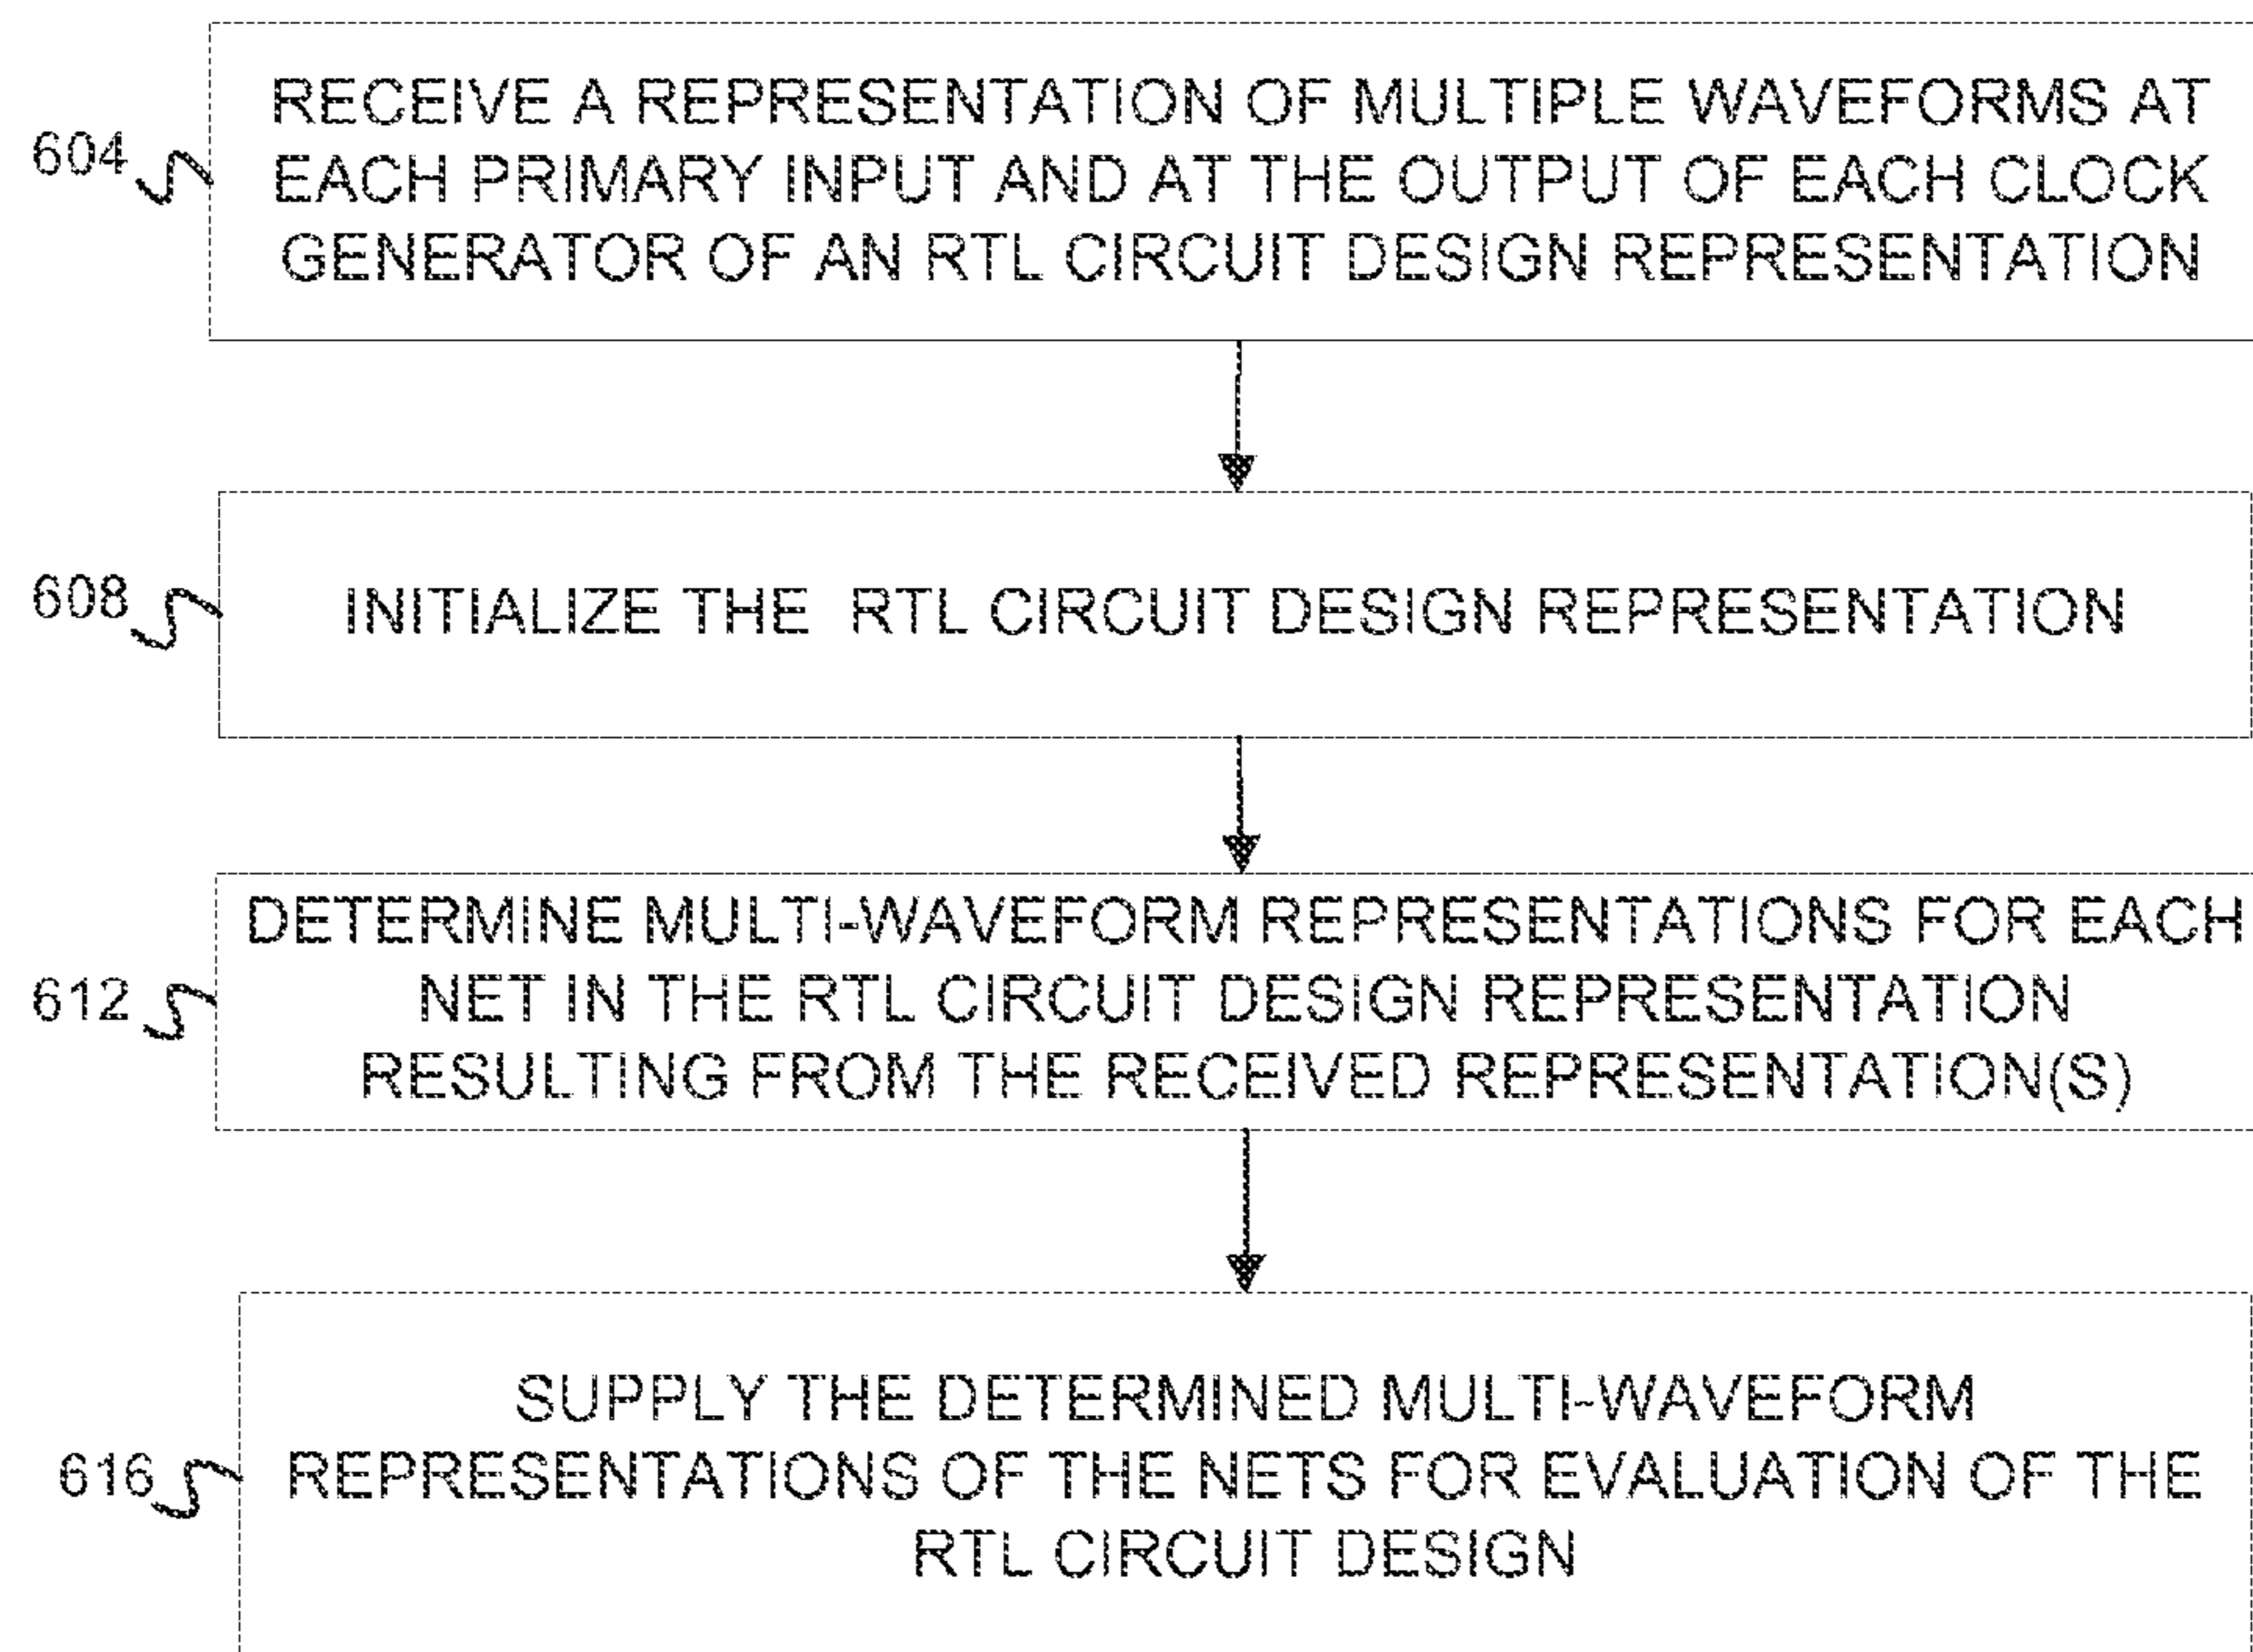 604
RECEIVE A REPRESENTATION OF MULTIPLE WAVEFORMS AT
EACH PRIMARY INPUT AND AT THE OUTPUT OF EACH CLOCK
GENERATOR OF AN RTL CIRCUIT DESIGN REPRESENTATION
608
INITIALIZE THE RTL CIRCUIT DESIGN REPRESENTATION
612
DETERMINE MULTI-WAVEFORM REPRESENTATIONS FOR EACH
NET IN THE RTL CIRCUIT DESIGN REPRESENTATION
RESULTING FROM THE RECEIVED REPRESENTATION(S)
616
SUPPLY THE DETERMINED MULTI-WAVEFORM
REPRESENTATIONS OF THE NETS FOR EVALUATION OF THE
RTL CIRCUIT DESIGN